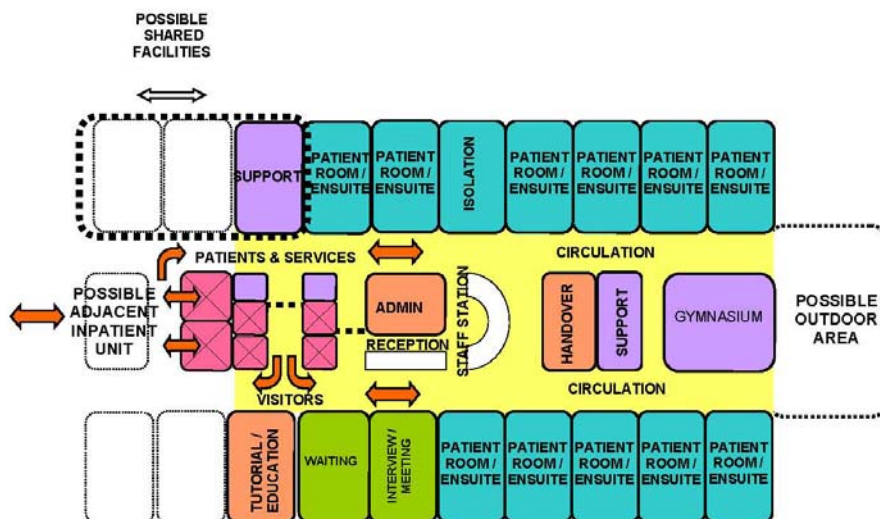 POSSIBLE
SHARED
FACILITIES
SUPPORT
PATIENT
ROOM /
ENSUITE
PATIENT
ROOM /
ENSUITE
ISOLATION
PATIENT
ROOM /
ENSUITE
PATIENT
ROOM /
ENSUITE
PATIENT
ROOM /
ENSUITE
PATIENT
ROOM /
ENSUITE
PATIENTS & SERVICES
CIRCULATION
POSSIBLE
ADJACENT
INPATIENT
UNIT
ADMIN
RECEPTION
STAFF STATION
HANDOVER
SUPPORT
GYMNASIUM
POSSIBLE
OUTDOOR
AREA
VISITORS
CIRCULATION
TUTORIAL /
EDUCATION
WAITING
INTERVIEW /
MEETING
PATIENT
ROOM /
ENSUITE
PATIENT
ROOM /
ENSUITE
PATIENT
ROOM /
ENSUITE
PATIENT
ROOM /
ENSUITE
PATIENT
ROOM /
ENSUITE